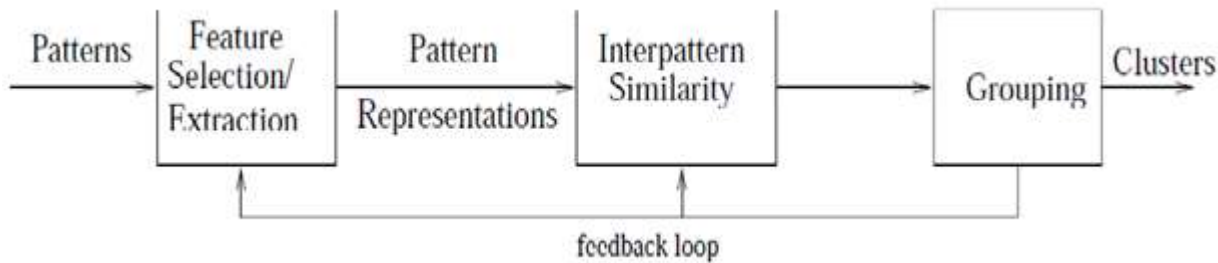 Patterns
Feature
Selection/
Extraction
Pattern
Representations
Interpattern
Similarity
Grouping
Clusters
feedback loop